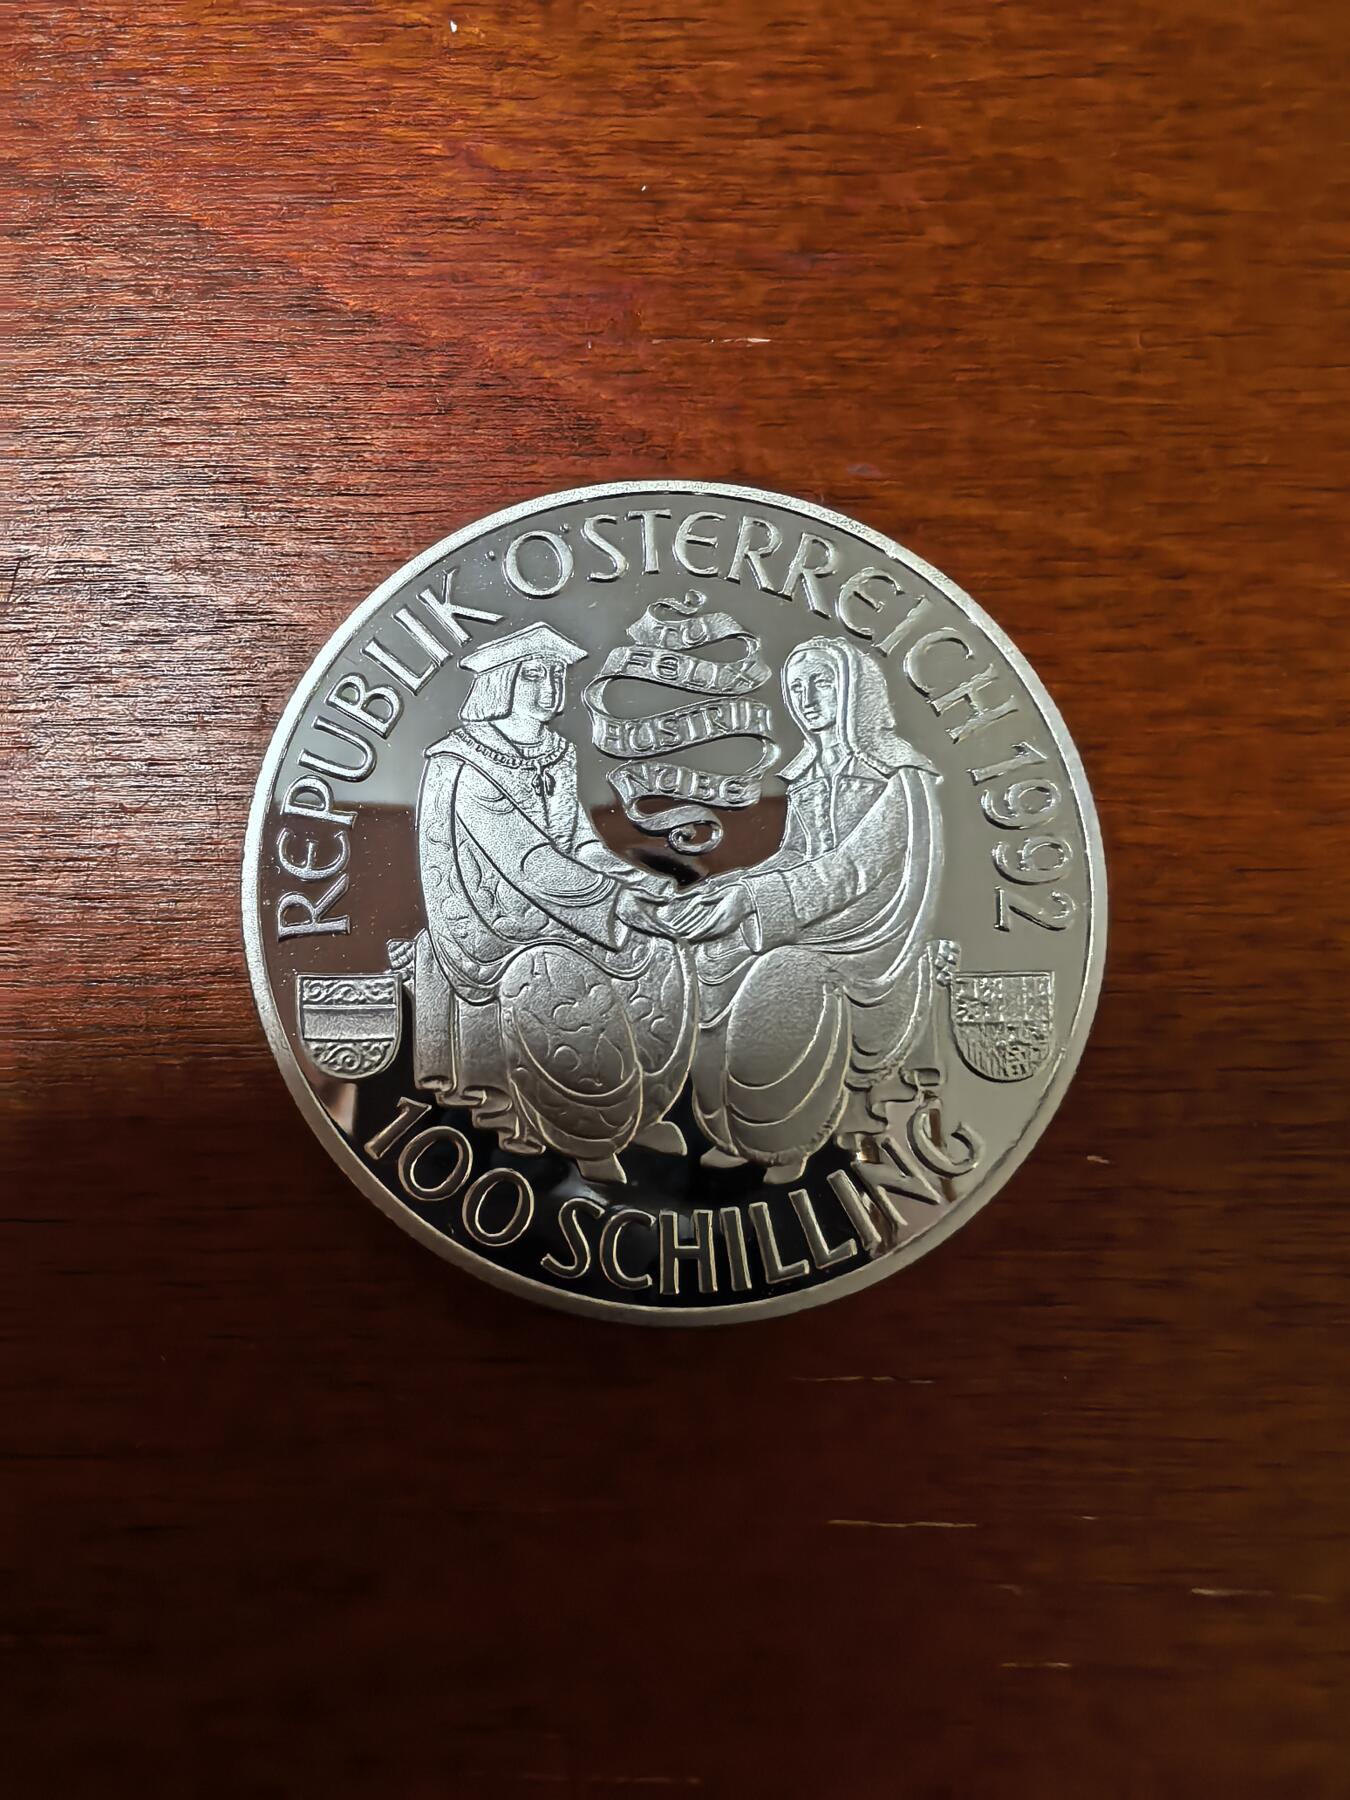 REPUBLIK ÖSTERREICH 1992
TU
FELIX
AUSTRIA
NUBE
100 SCHILLING